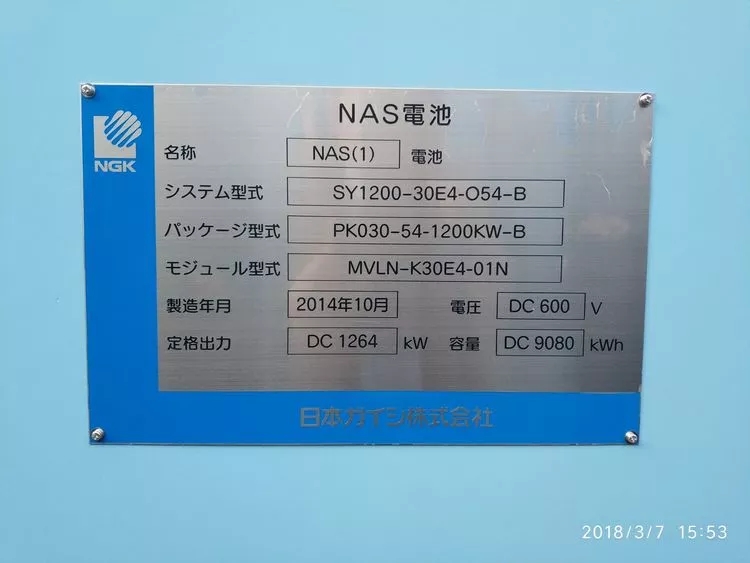 NAS電池
NGK
名称 NAS(1) 電池
システム型式 SY1200-30E4-O54-B
パッケージ型式 PK030-54-1200KW-B
モジュール型式 MVLN-K30E4-01N
製造年月 2014年10月 電圧 DC 600 V
定格出力 DC 1264 kW 容量 DC 9080 kWh
日本ガイシ株式会社
2018/3/7 15:53